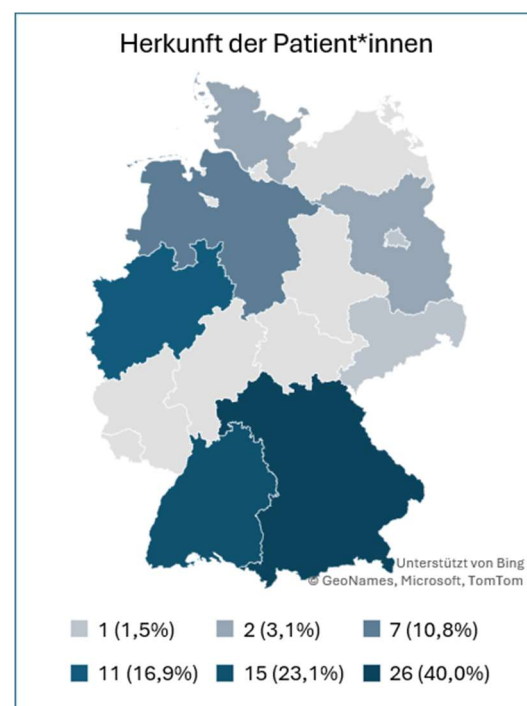 Herkunft der Patient*innen
Unterstützt von Bing
© GeoNames, Microsoft, TomTom
1 (1,5%) 2 (3,1%) 7 (10,8%)
11 (16,9%) 15 (23,1%) 26 (40,0%)